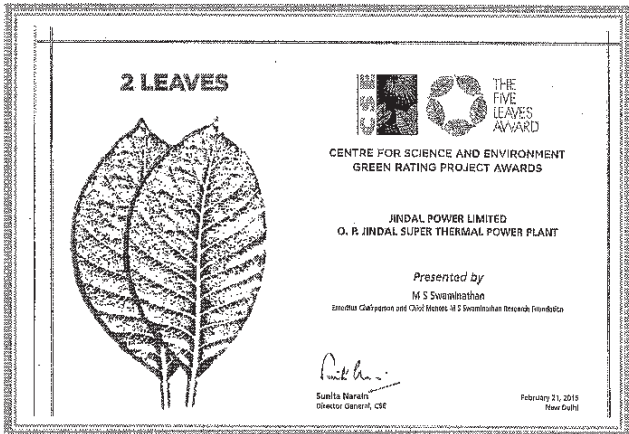 2 LEAVES
CSE
THE
FIVE
LEAVES
AWARD
CENTRE FOR SCIENCE AND ENVIRONMENT
GREEN RATING PROJECT AWARDS
JINDAL POWER LIMITED
O. P. JINDAL SUPER THERMAL POWER PLANT
Presented by
M S Swaminathan
Emeritus Chairperson and Chief Mentor, M S Swaminathan Research Foundation
Sunita Narain
Director General, CSE
February 21, 2015
New Delhi